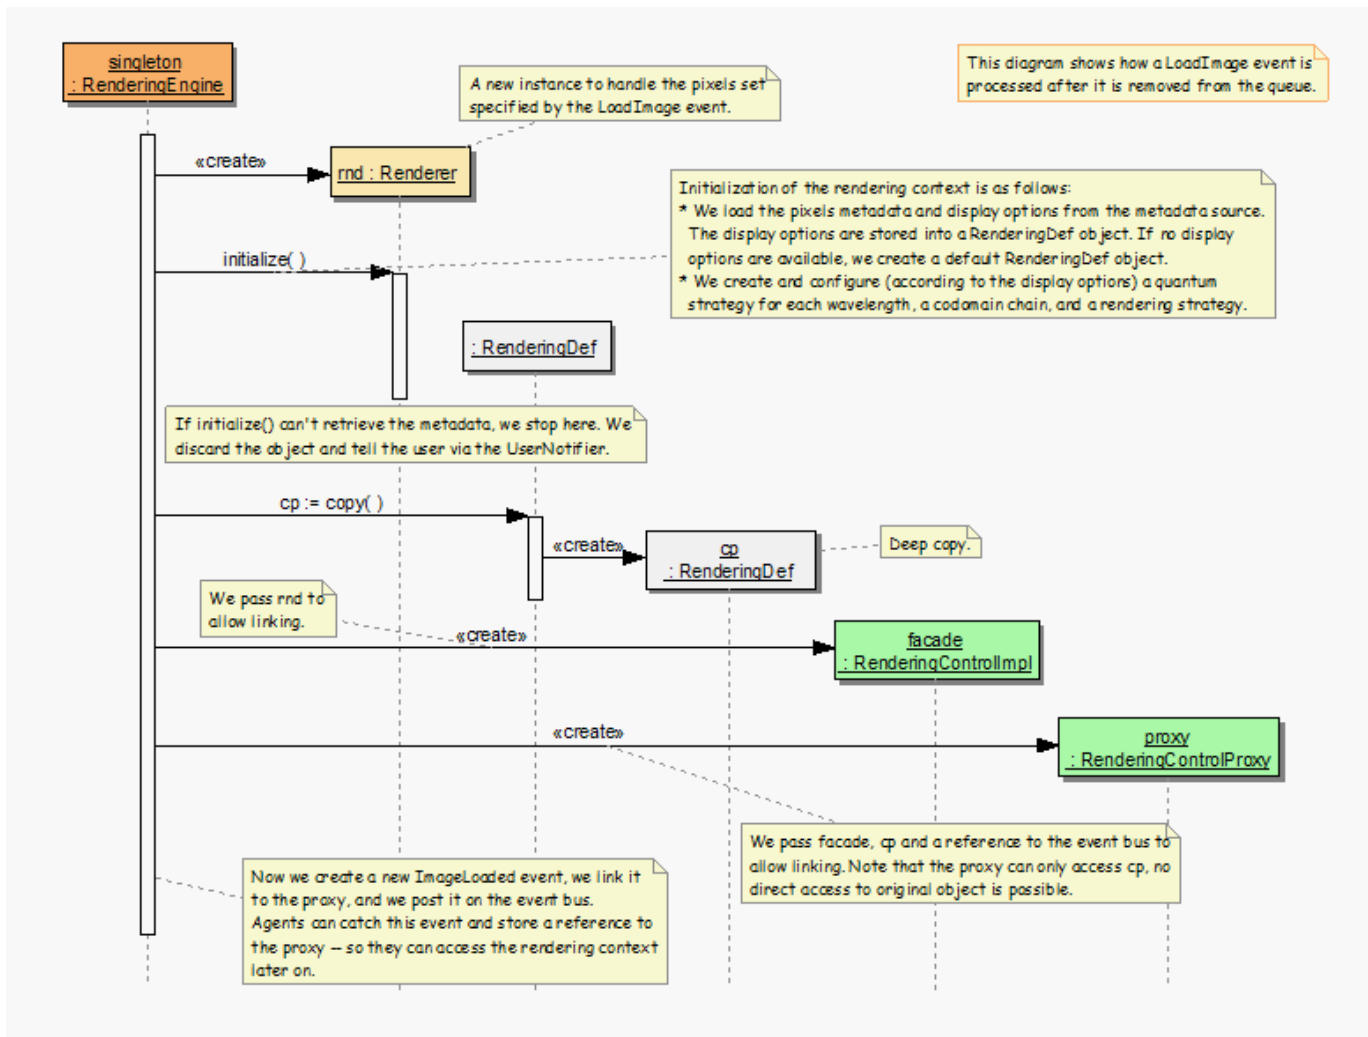 singleton
: RenderingEngine
This diagram shows how a LoadImage event is
processed after it is removed from the queue.
A new instance to handle the pixels set
specified by the LoadImage event.
«create»
rnd : Renderer
Initialization of the rendering context is as follows:
* We load the pixels metadata and display options from the metadata source.
The display options are stored into a RenderingDef object. If no display
options are available, we create a default RenderingDef object.
* We create and configure (according to the display options) a quantum
strategy for each wavelength, a codomain chain, and a rendering strategy.
initialize( )
: RenderingDef
If initialize() can't retrieve the metadata, we stop here. We
discard the object and tell the user via the UserNotifier.
cp := copy( )
«create»
cp
: RenderingDef
Deep copy.
We pass rnd to
allow linking.
«create»
facade
: RenderingControlImpl
«create»
proxy
: RenderingControlProxy
We pass facade, cp and a reference to the event bus to
allow linking. Note that the proxy can only access cp, no
direct access to original object is possible.
Now we create a new ImageLoaded event, we link it
to the proxy, and we post it on the event bus.
Agents can catch this event and store a reference to
the proxy -- so they can access the rendering context
later on.